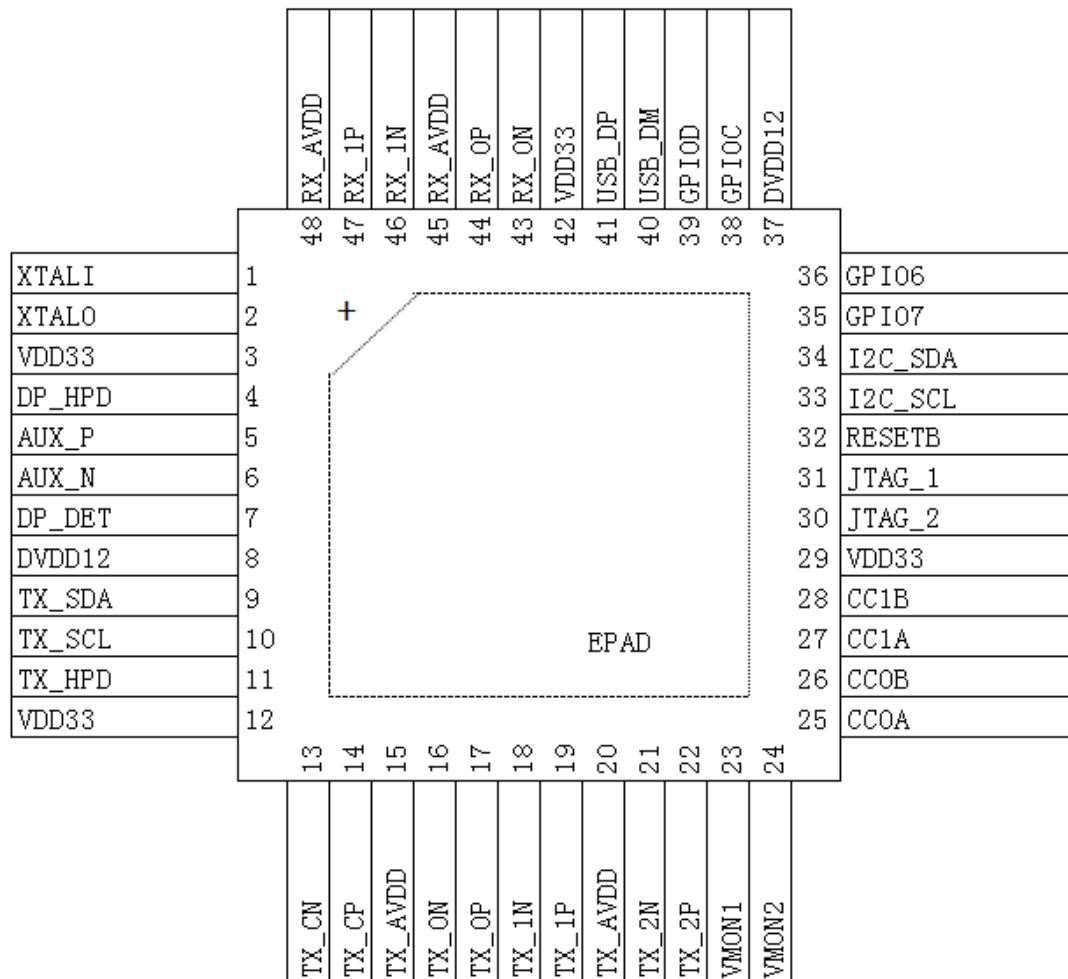 RX_AVDD
RX_1P
RX_1N
RX_AVDD
RX_0P
RX_0N
VDD33
USB_DP
USB_DM
GPIOD
GPIOC
DVDD12
48
47
46
45
44
43
42
41
40
39
38
37
XTALI 1
XTALO 2
VDD33 3
DP_HPD 4
AUX_P 5
AUX_N 6
DP_DET 7
DVDD12 8
TX_SDA 9
TX_SCL 10
TX_HPD 11
VDD33 12
+
EPAD
36 GPIO6
35 GPIO7
34 I2C_SDA
33 I2C_SCL
32 RESETB
31 JTAG_1
30 JTAG_2
29 VDD33
28 CC1B
27 CC1A
26 CC0B
25 CC0A
13
14
15
16
17
18
19
20
21
22
23
24
TX_CN
TX_CP
TX_AVDD
TX_0N
TX_0P
TX_1N
TX_1P
TX_AVDD
TX_2N
TX_2P
VMON1
VMON2